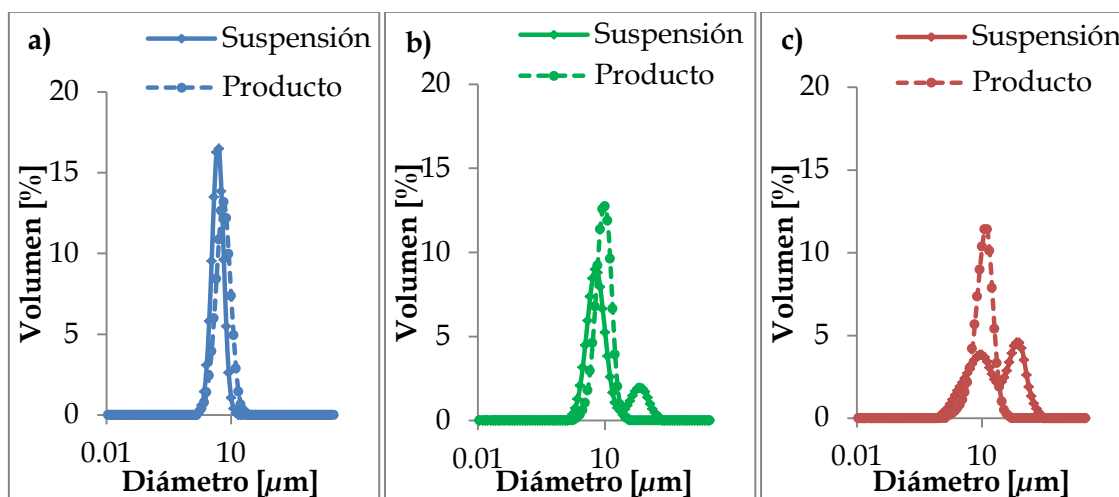 a)
Suspensión
Producto
Volumen [%]
20
15
10
5
0
0.01
10
Diámetro [µm]
b)
Suspensión
Producto
Volumen [%]
20
15
10
5
0
0.01
10
Diámetro [µm]
c)
Suspensión
Producto
Volumen [%]
20
15
10
5
0
0.01
10
Diámetro [µm]